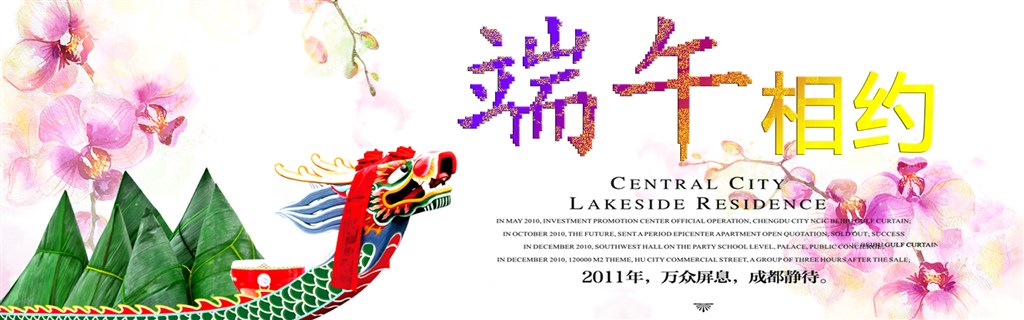 端午相约
CENTRAL CITY
LAKESIDE RESIDENCE
IN MAY 2010, INVESTMENT PROMOTION CENTER OFFICIAL OPERATION, CHENGDU CITY NCIC BEIHU GULF CURTAIN;
IN OCTOBER 2010, THE FUTURE, SENT A PERIOD EPICENTER APARTMENT OPEN QUOTATION, SOLD OUT, SUCCESS
IN DECEMBER 2010, SOUTHWEST HALL ON THE PARTY SCHOOL LEVEL, PALACE, PUBLIC CONCIERGE; BEIHU GULF CURTAIN
IN DECEMBER 2010, 120000 M2 THEME, HU CITY COMMERCIAL STREET, A GROUP OF THREE HOURS AFTER THE SALE;
2011年，万众屏息，成都静待。